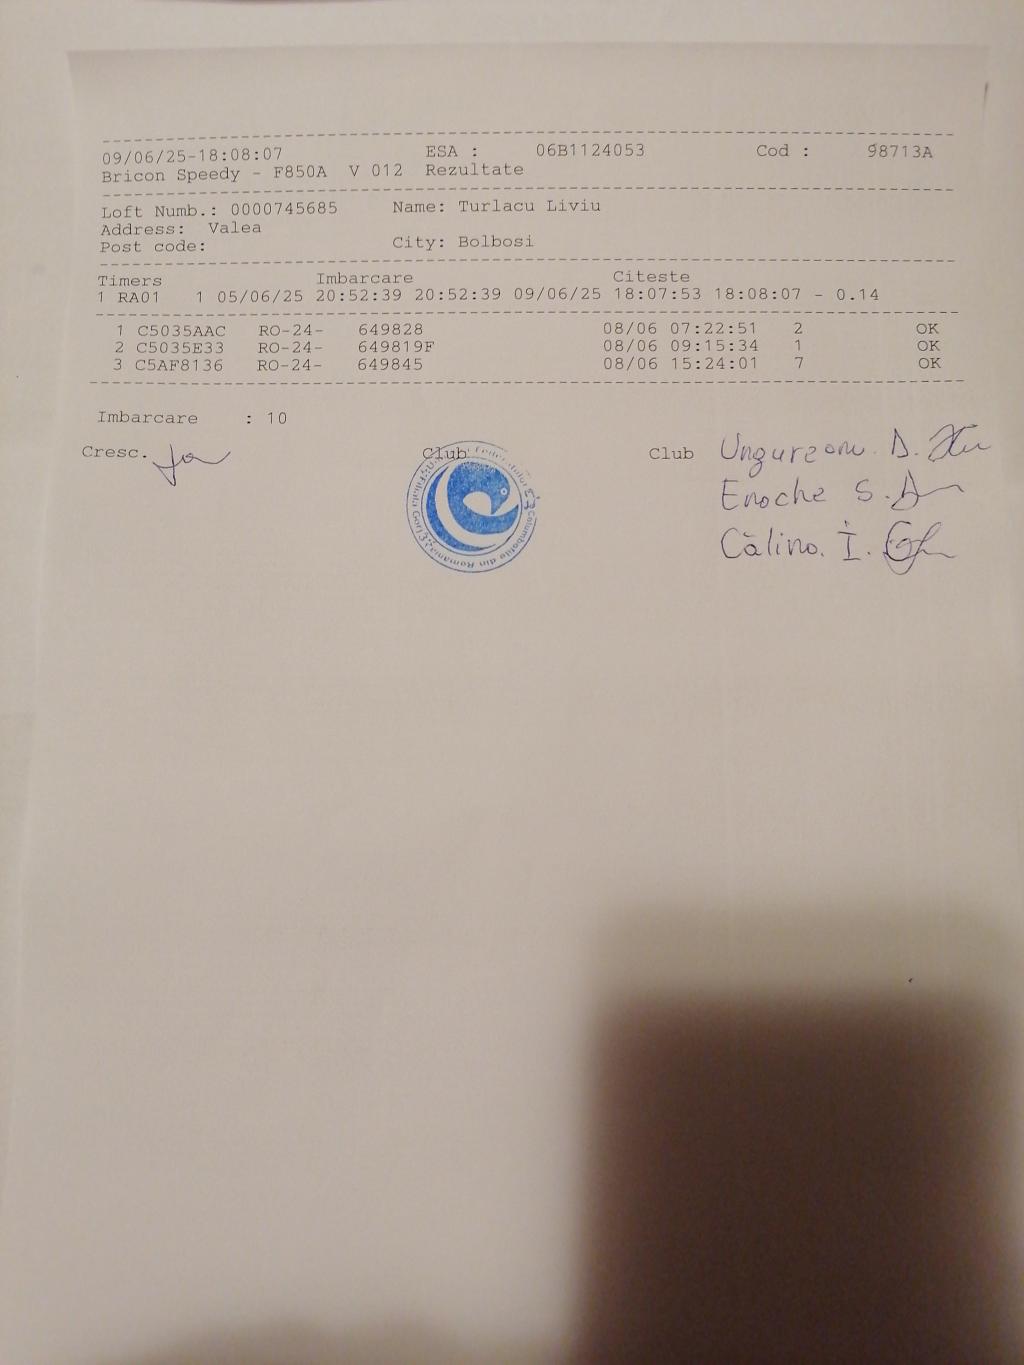 09/06/25-18:08:07 ESA : 06B1124053 Cod : 98713A
Bricon Speedy - F850A V 012 Rezultate
Loft Numb.: 0000745685 Name: Turlacu Liviu
Address: Valea
Post code: City: Bolbosi
Timers Imbarcare Citeste
1 RA01 1 05/06/25 20:52:39 20:52:39 09/06/25 18:07:53 18:08:07 - 0.14
1 C5035AAC RO-24- 649828 08/06 07:22:51 2 OK
2 C5035E33 RO-24- 649819F 08/06 09:15:34 1 OK
3 C5AF8136 RO-24- 649845 08/06 15:24:01 7 OK
Imbarcare : 10
Cresc. Club Club Ungureanu. D.
Enache S.
Călina. I.
Columbofile din Romania